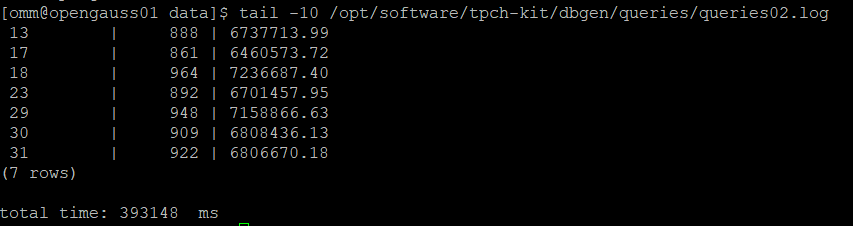 [omm@opengauss01 data]$ tail -10 /opt/software/tpch-kit/dbgen/queries/queries02.log
 13        |     888 | 6737713.99
 17        |     861 | 6460573.72
 18        |     964 | 7236687.40
 23        |     892 | 6701457.95
 29        |     948 | 7158866.63
 30        |     909 | 6808436.13
 31        |     922 | 6806670.18
(7 rows)

total time: 393148  ms